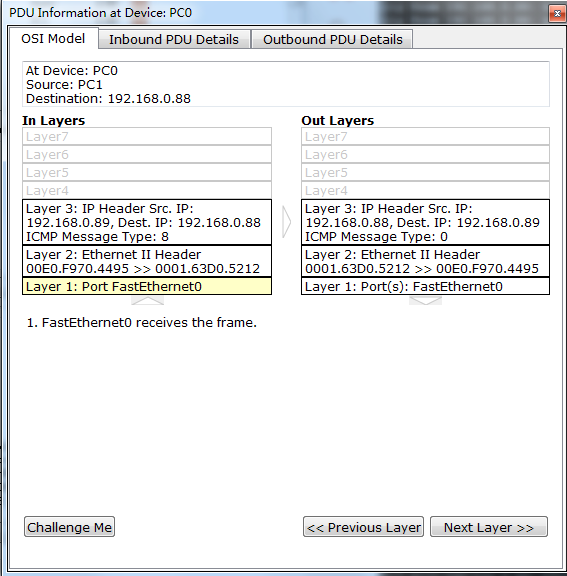 PDU Information at Device: PC0
OSI Model
Inbound PDU Details
Outbound PDU Details
At Device: PC0
Source: PC1
Destination: 192.168.0.88
In Layers
Layer7
Layer6
Layer5
Layer4
Layer 3: IP Header Src. IP:
192.168.0.89, Dest. IP: 192.168.0.88
ICMP Message Type: 8
Layer 2: Ethernet II Header
00E0.F970.4495 >> 0001.63D0.5212
Layer 1: Port FastEthernet0
Out Layers
Layer7
Layer6
Layer5
Layer4
Layer 3: IP Header Src. IP:
192.168.0.88, Dest. IP: 192.168.0.89
ICMP Message Type: 0
Layer 2: Ethernet II Header
0001.63D0.5212 >> 00E0.F970.4495
Layer 1: Port(s): FastEthernet0
1. FastEthernet0 receives the frame.
Challenge Me
<< Previous Layer
Next Layer >>